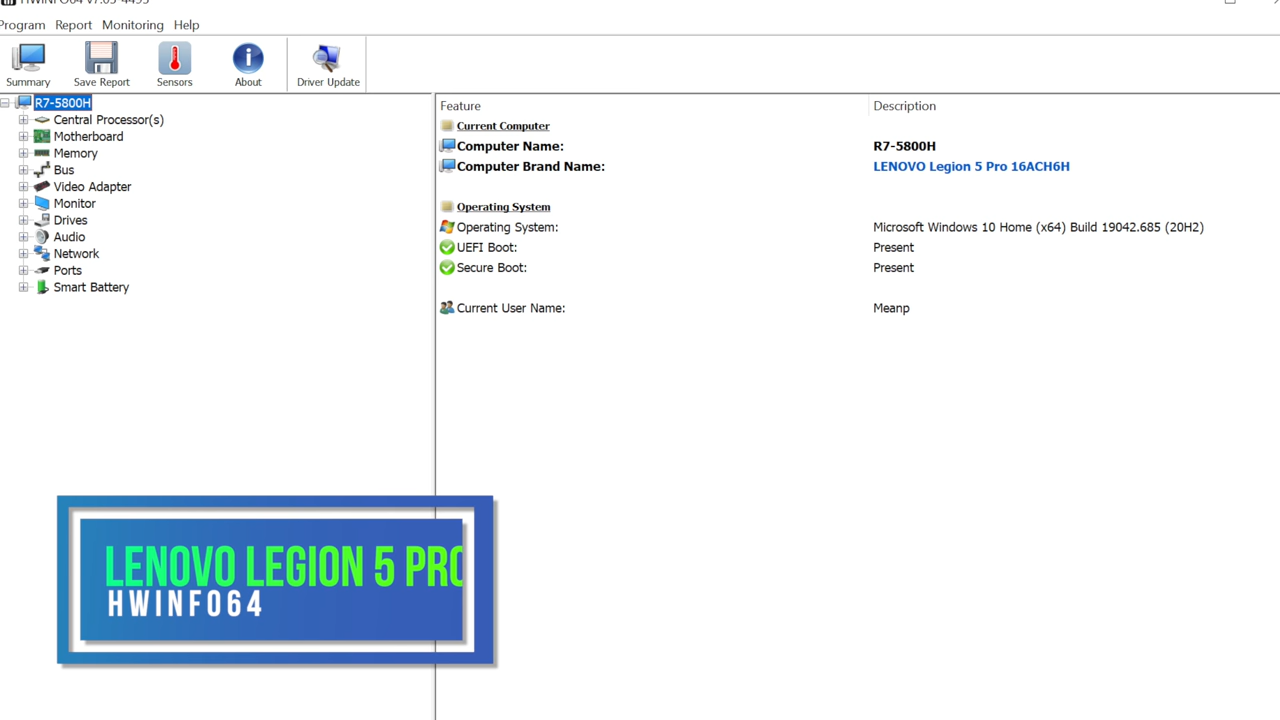 Program Report Monitoring Help
Summary Save Report Sensors About Driver Update
R7-5800H
Central Processor(s)
Motherboard
Memory
Bus
Video Adapter
Monitor
Drives
Audio
Network
Ports
Smart Battery
Feature Description
Current Computer
Computer Name: R7-5800H
Computer Brand Name: LENOVO Legion 5 Pro 16ACH6H
Operating System
Operating System: Microsoft Windows 10 Home (x64) Build 19042.685 (20H2)
UEFI Boot: Present
Secure Boot: Present
Current User Name: Meanp
LENOVO LEGION 5 PRO
HWINFO64